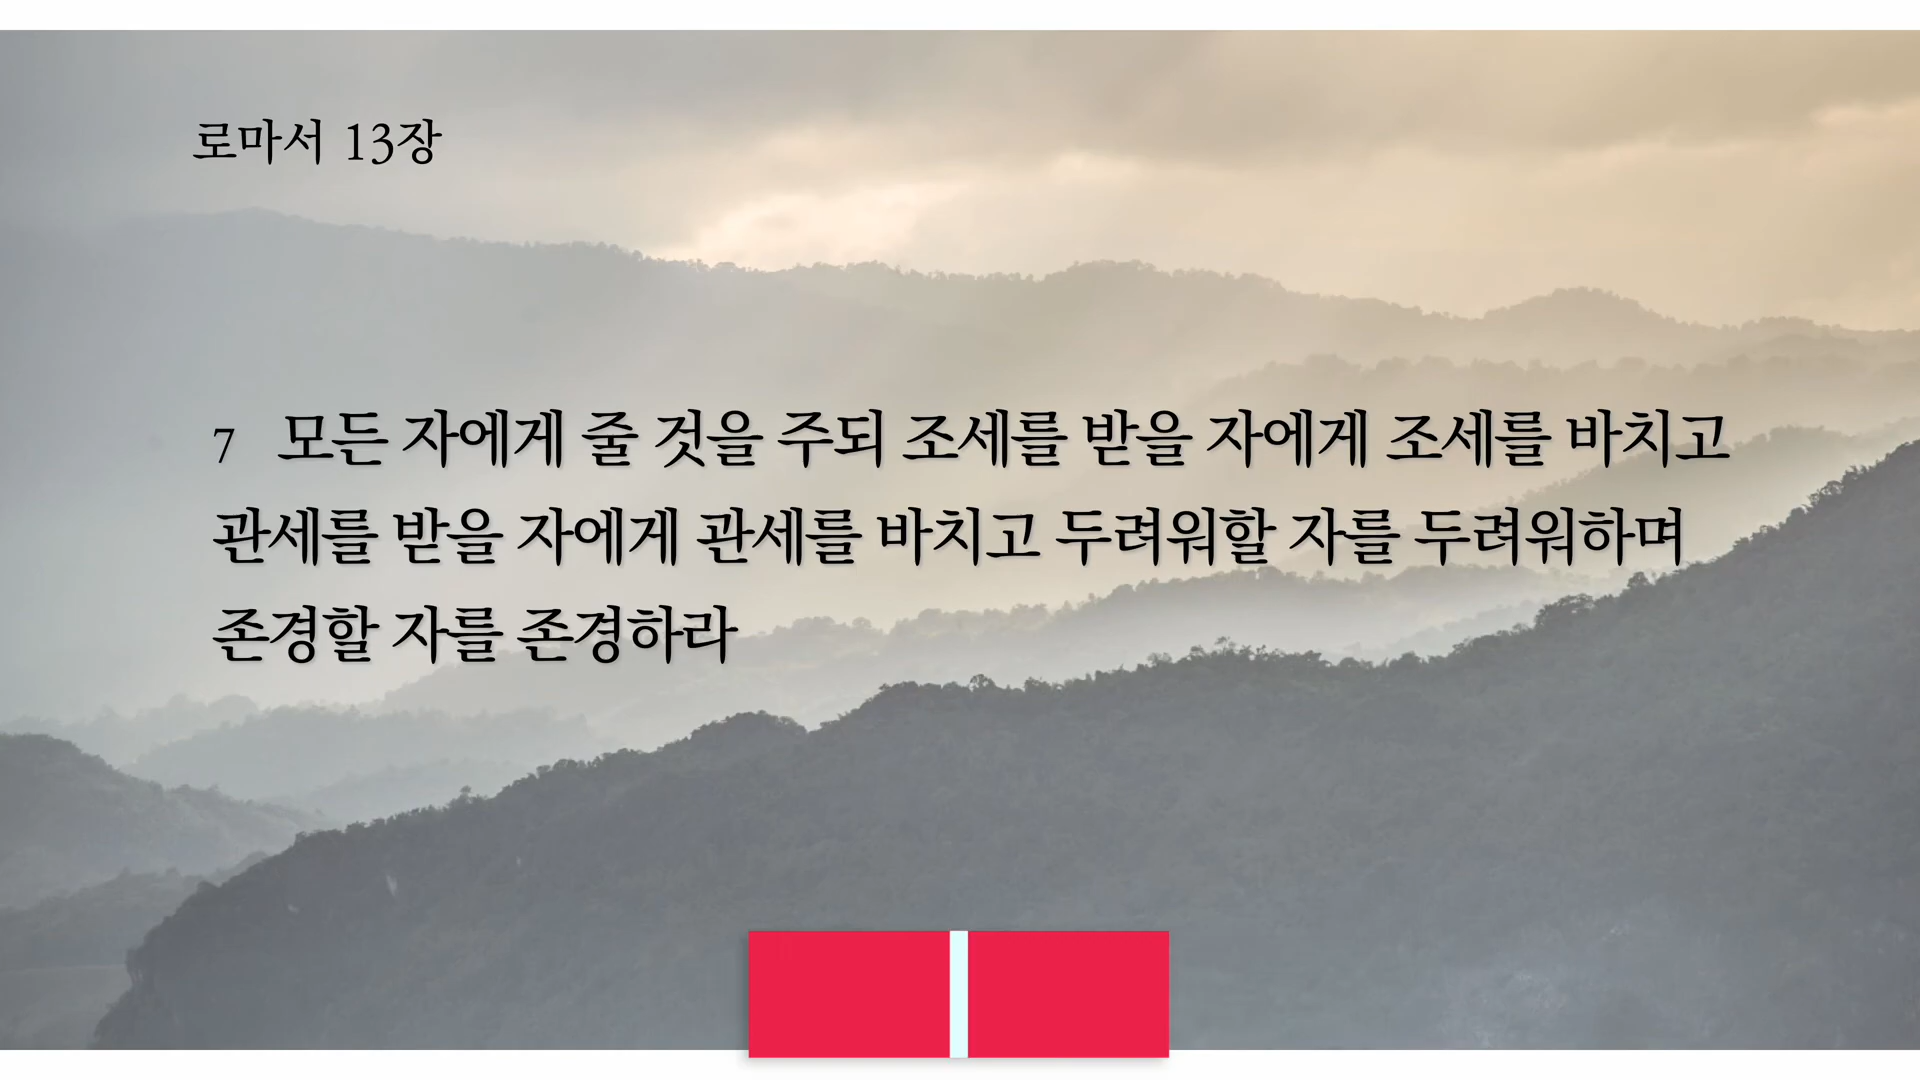 로마서 13장
7 모든 자에게 줄 것을 주되 조세를 받을 자에게 조세를 바치고
관세를 받을 자에게 관세를 바치고 두려워할 자를 두려워하며
존경할 자를 존경하라